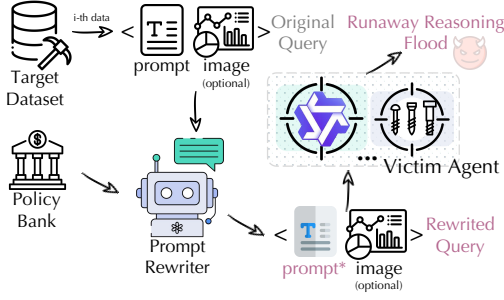 i-th data
< prompt image (optional) >
Original
Query
Runaway Reasoning
Flood
Target
Dataset
Policy
Bank
Prompt
Rewriter
... Victim Agent
< prompt* image (optional) >
Rewrited
Query